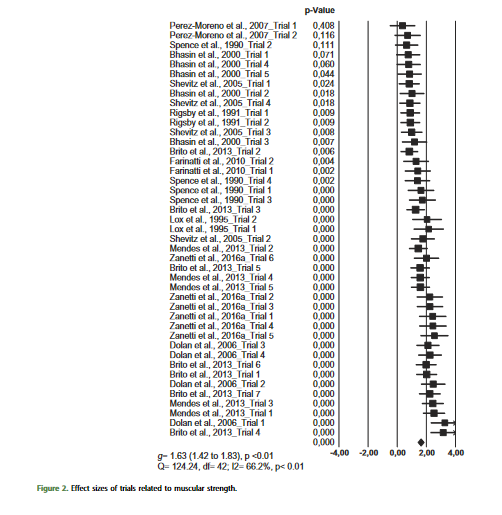 p-Value
Perez-Moreno et al., 2007_Trial 1 0,408
Perez-Moreno et al., 2007_Trial 2 0,116
Spence et al., 1990_Trial 2 0,111
Bhasin et al., 2000_Trial 1 0,071
Bhasin et al., 2000_Trial 4 0,060
Bhasin et al., 2000_Trial 5 0,044
Shevitz et al., 2005_Trial 1 0,024
Bhasin et al., 2000_Trial 2 0,018
Shevitz et al., 2005_Trial 4 0,018
Rigsby et al., 1991_Trial 1 0,009
Rigsby et al., 1991_Trial 2 0,009
Shevitz et al., 2005_Trial 3 0,008
Bhasin et al., 2000_Trial 3 0,007
Brito et al., 2013_Trial 2 0,006
Farinatti et al., 2010_Trial 2 0,004
Farinatti et al., 2010_Trial 1 0,002
Spence et al., 1990_Trial 4 0,002
Spence et al., 1990_Trial 1 0,000
Spence et al., 1990_Trial 3 0,000
Brito et al., 2013_Trial 3 0,000
Lox et al., 1995_Trial 2 0,000
Lox et al., 1995_Trial 1 0,000
Shevitz et al., 2005_Trial 2 0,000
Mendes et al., 2013_Trial 2 0,000
Zanetti et al., 2016a_Trial 6 0,000
Brito et al., 2013_Trial 5 0,000
Mendes et al., 2013_Trial 4 0,000
Mendes et al., 2013_Trial 5 0,000
Zanetti et al., 2016a_Trial 2 0,000
Zanetti et al., 2016a_Trial 3 0,000
Zanetti et al., 2016a_Trial 1 0,000
Zanetti et al., 2016a_Trial 4 0,000
Zanetti et al., 2016a_Trial 5 0,000
Dolan et al., 2006_Trial 3 0,000
Dolan et al., 2006_Trial 4 0,000
Brito et al., 2013_Trial 6 0,000
Brito et al., 2013_Trial 1 0,000
Dolan et al., 2006_Trial 2 0,000
Brito et al., 2013_Trial 7 0,000
Mendes et al., 2013_Trial 3 0,000
Mendes et al., 2013_Trial 1 0,000
Dolan et al., 2006_Trial 1 0,000
Brito et al., 2013_Trial 4 0,000
0,000
-4,00 -2,00 0,00 2,00 4,00
g= 1.63 (1.42 to 1.83), p <0.01
Q= 124.24, df= 42; I2= 66.2%, p< 0.01
Figure 2. Effect sizes of trials related to muscular strength.